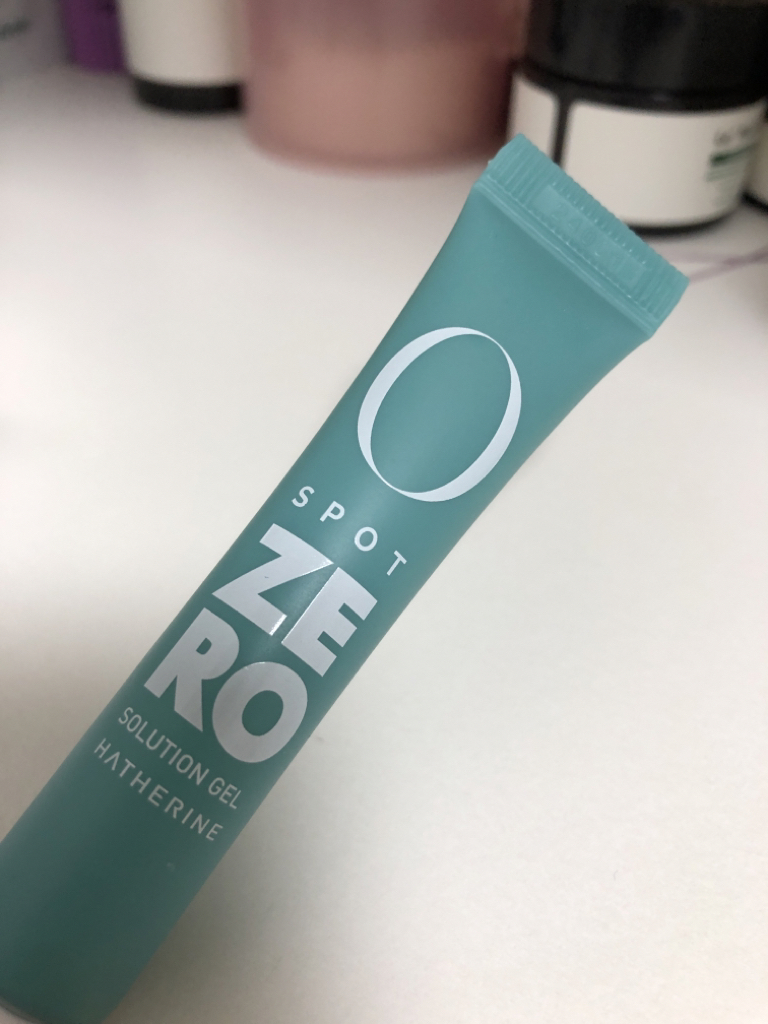 O
SPOT
ZE
RO
SOLUTION GEL
HATHERINE